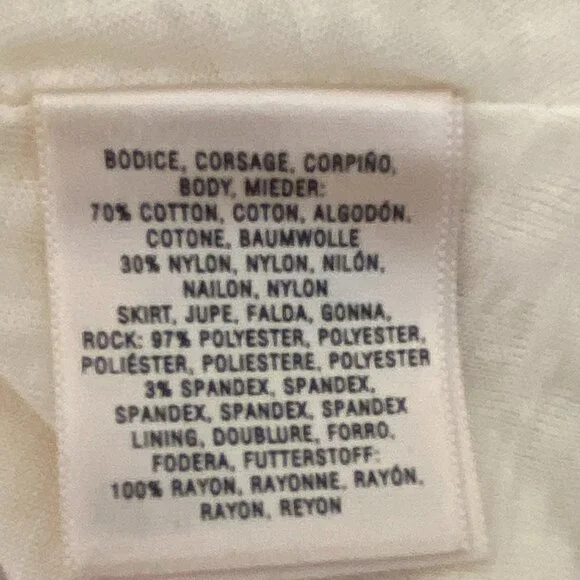 BODICE, CORSAGE, CORPIÑO,
BODY, MIEDER:
70% COTTON, COTON, ALGODÓN,
COTONE, BAUMWOLLE
30% NYLON, NYLON, NILÓN,
NAILON, NYLON
SKIRT, JUPE, FALDA, GONNA,
ROCK: 97% POLYESTER, POLYESTER,
POLIÉSTER, POLIESTERE, POLYESTER
3% SPANDEX, SPANDEX,
SPANDEX, SPANDEX, SPANDEX
LINING, DOUBLURE, FORRO,
FODERA, FUTTERSTOFF:
100% RAYON, RAYONNE, RAYÓN,
RAYON, REYON